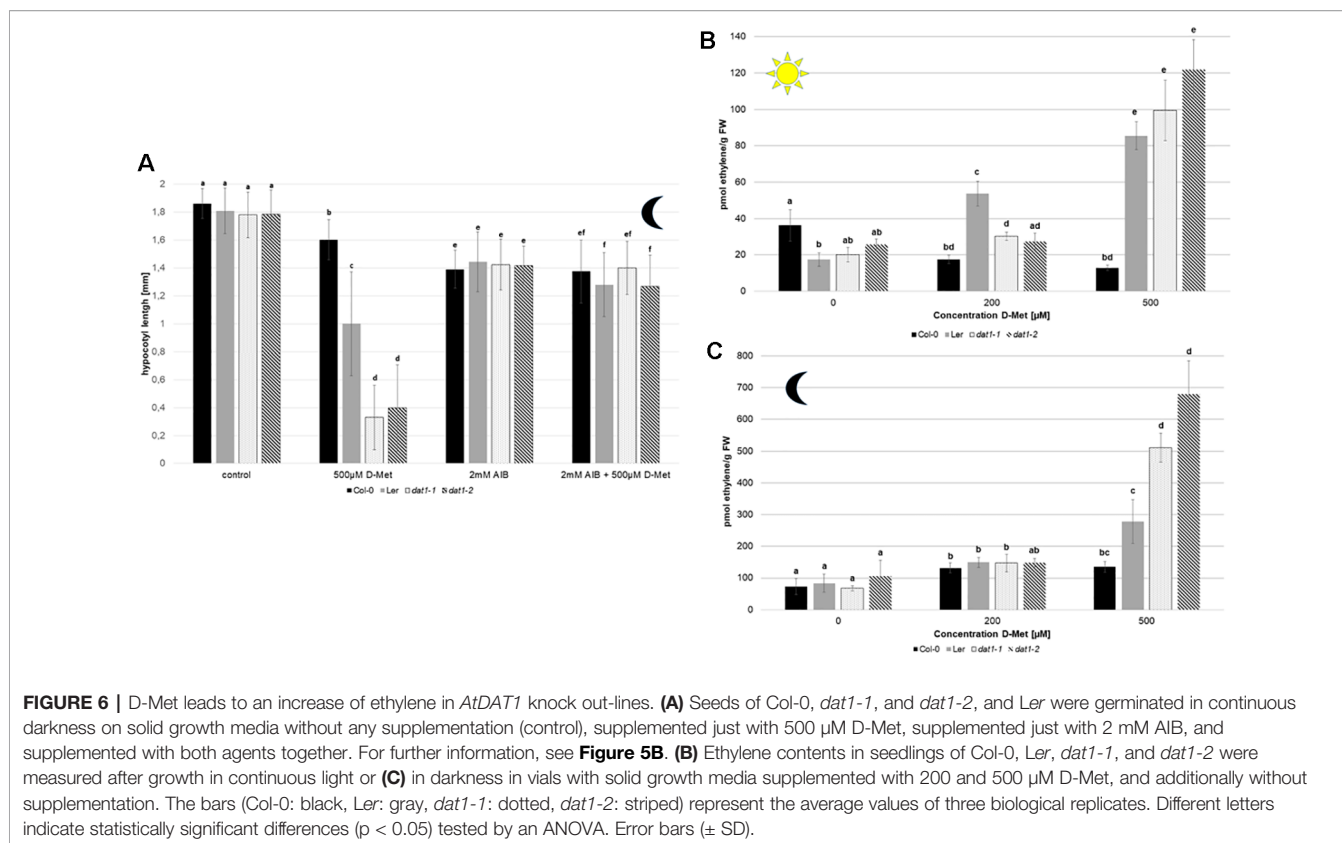 A
hypocotyl lentgh [mm]
2
1,8
1,6
1,4
1,2
1
0,8
0,6
0,4
0,2
0
a a a a
b c d d
e e e e
ef f ef f
control 500µM D-Met 2mM AIB 2mM AIB + 500µM D-Met
Col-0 Ler dat1-1 dat1-2
B
pmol ethylene/g FW
140
120
100
80
60
40
20
0
a b ab ab
bd c d ad
bd e e e
0 200 500
Concentration D-Met [µM]
Col-0 Ler dat1-1 dat1-2
C
pmol ethylene/g FW
800
700
600
500
400
300
200
100
0
a a a a
b b b ab
bc c d d
0 200 500
Concentration D-Met [µM]
Col-0 Ler dat1-1 dat1-2
FIGURE 6 | D-Met leads to an increase of ethylene in AtDAT1 knock out-lines. (A) Seeds of Col-0, dat1-1, and dat1-2, and Ler were germinated in continuous
darkness on solid growth media without any supplementation (control), supplemented just with 500 µM D-Met, supplemented just with 2 mM AIB, and
supplemented with both agents together. For further information, see Figure 5B. (B) Ethylene contents in seedlings of Col-0, Ler, dat1-1, and dat1-2 were
measured after growth in continuous light or (C) in darkness in vials with solid growth media supplemented with 200 and 500 µM D-Met, and additionally without
supplementation. The bars (Col-0: black, Ler: gray, dat1-1: dotted, dat1-2: striped) represent the average values of three biological replicates. Different letters
indicate statistically significant differences (p < 0.05) tested by an ANOVA. Error bars (± SD).